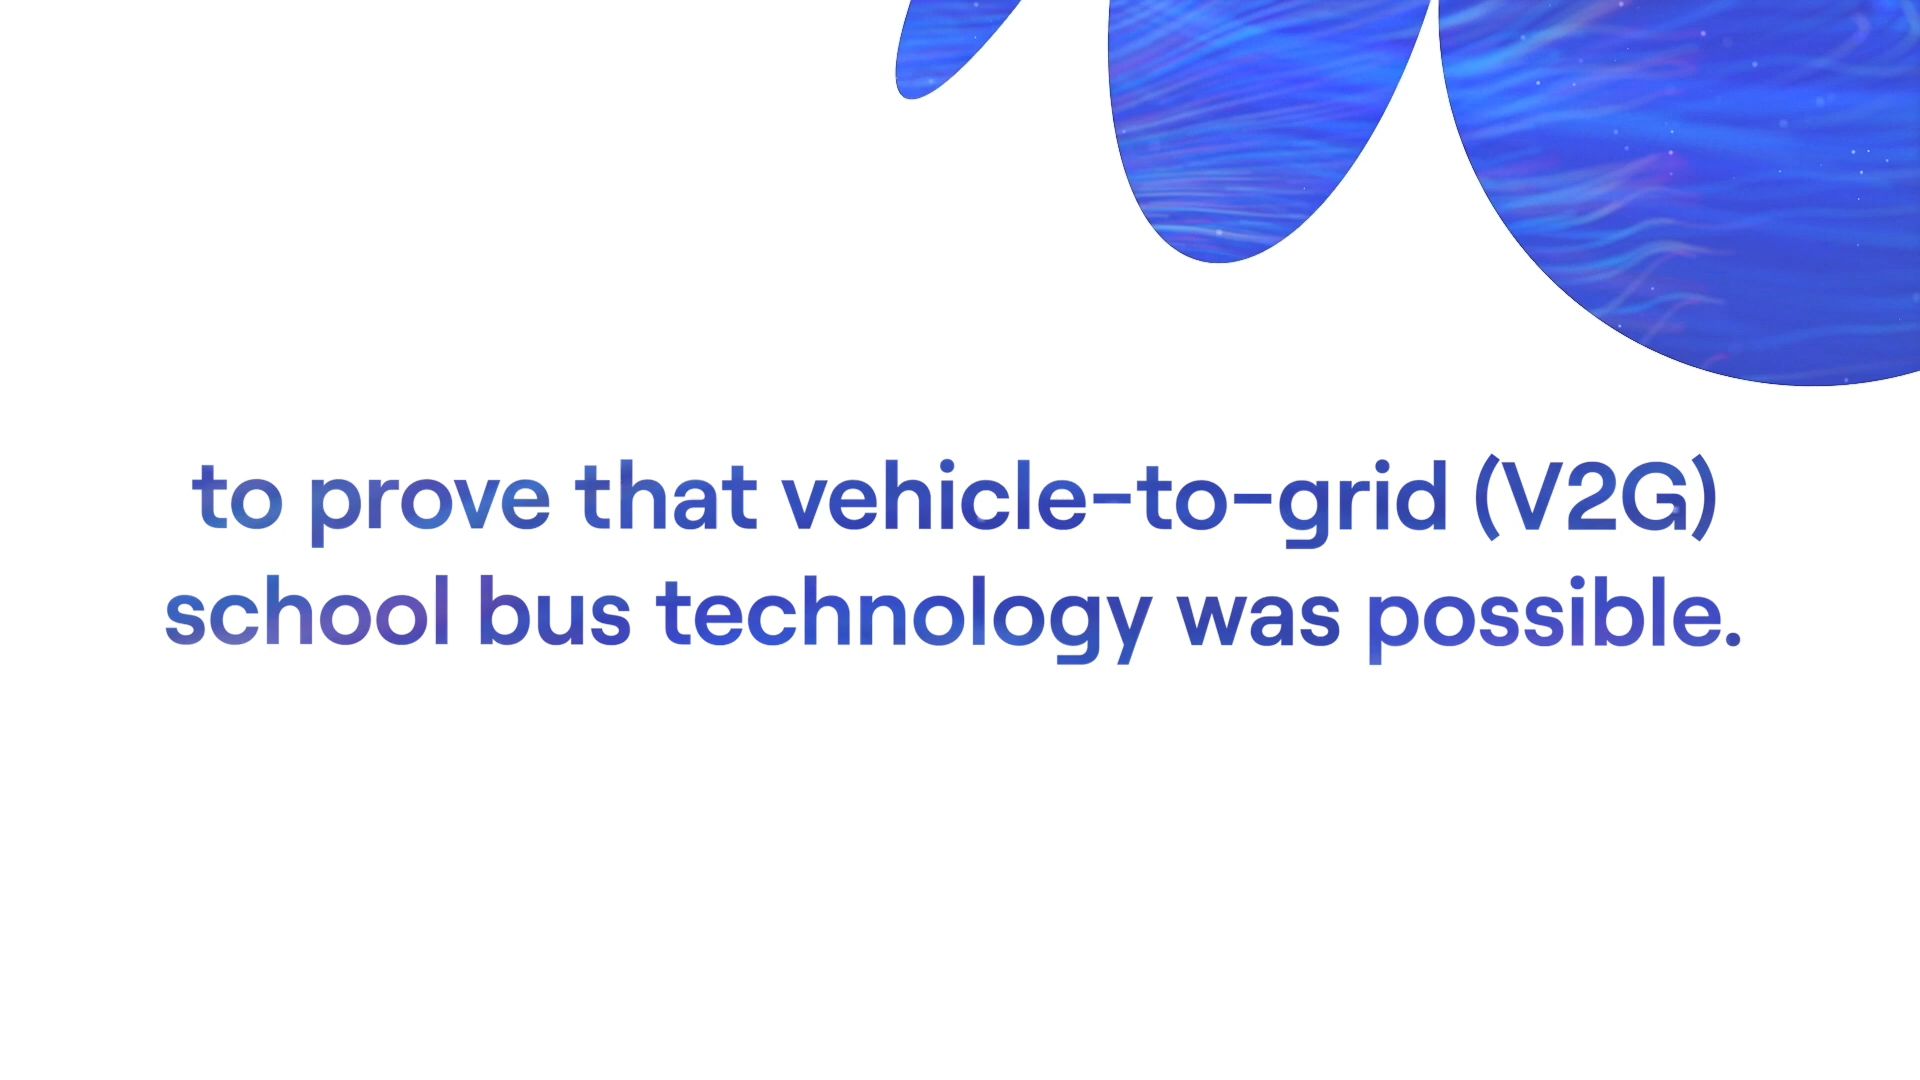 to prove that vehicle-to-grid (V2G)
school bus technology was possible.